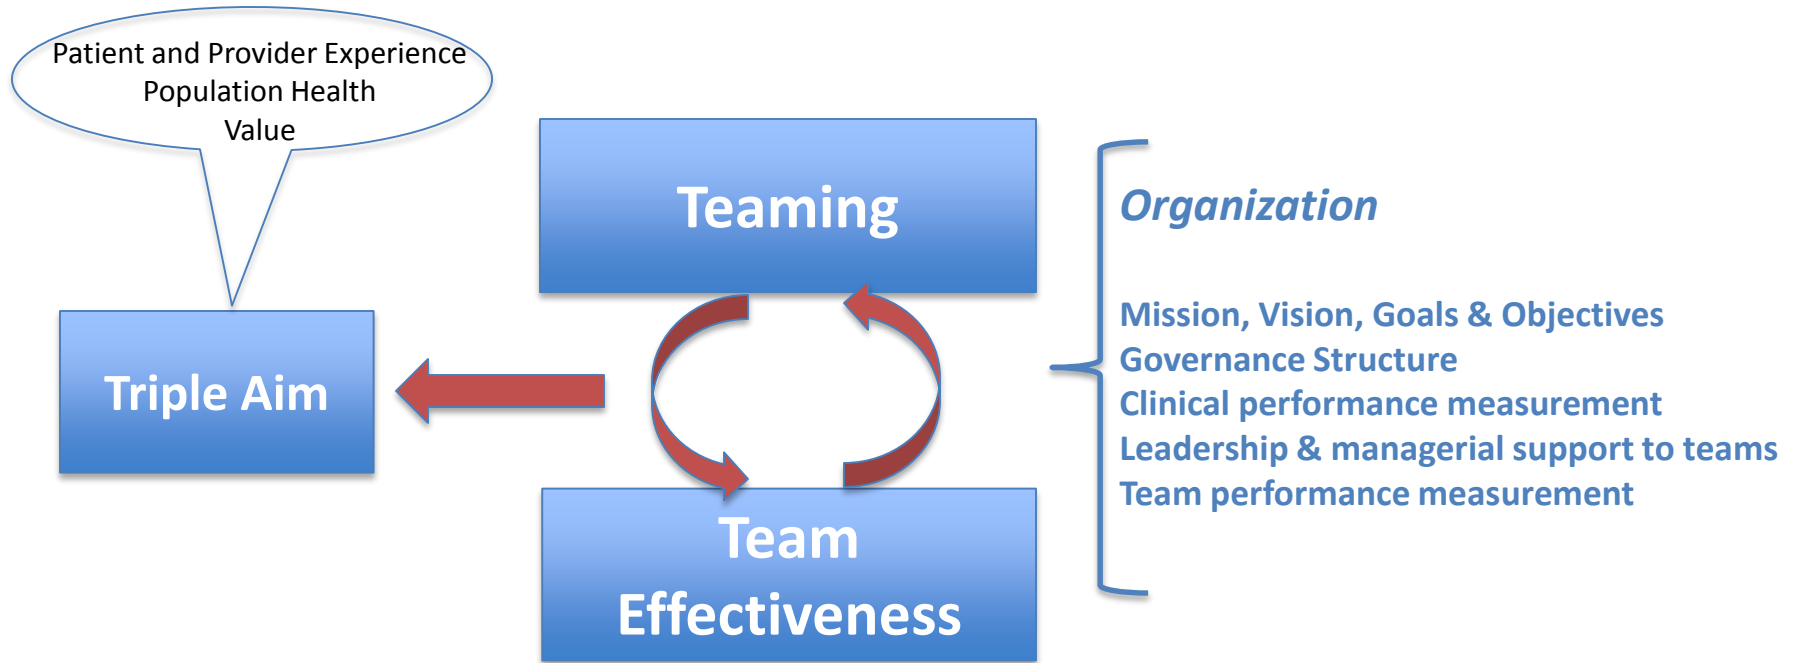 Patient and Provider Experience
Population Health
Value
Teaming
Triple Aim
Team
Effectiveness
Organization
Mission, Vision, Goals & Objectives
Governance Structure
Clinical performance measurement
Leadership & managerial support to teams
Team performance measurement